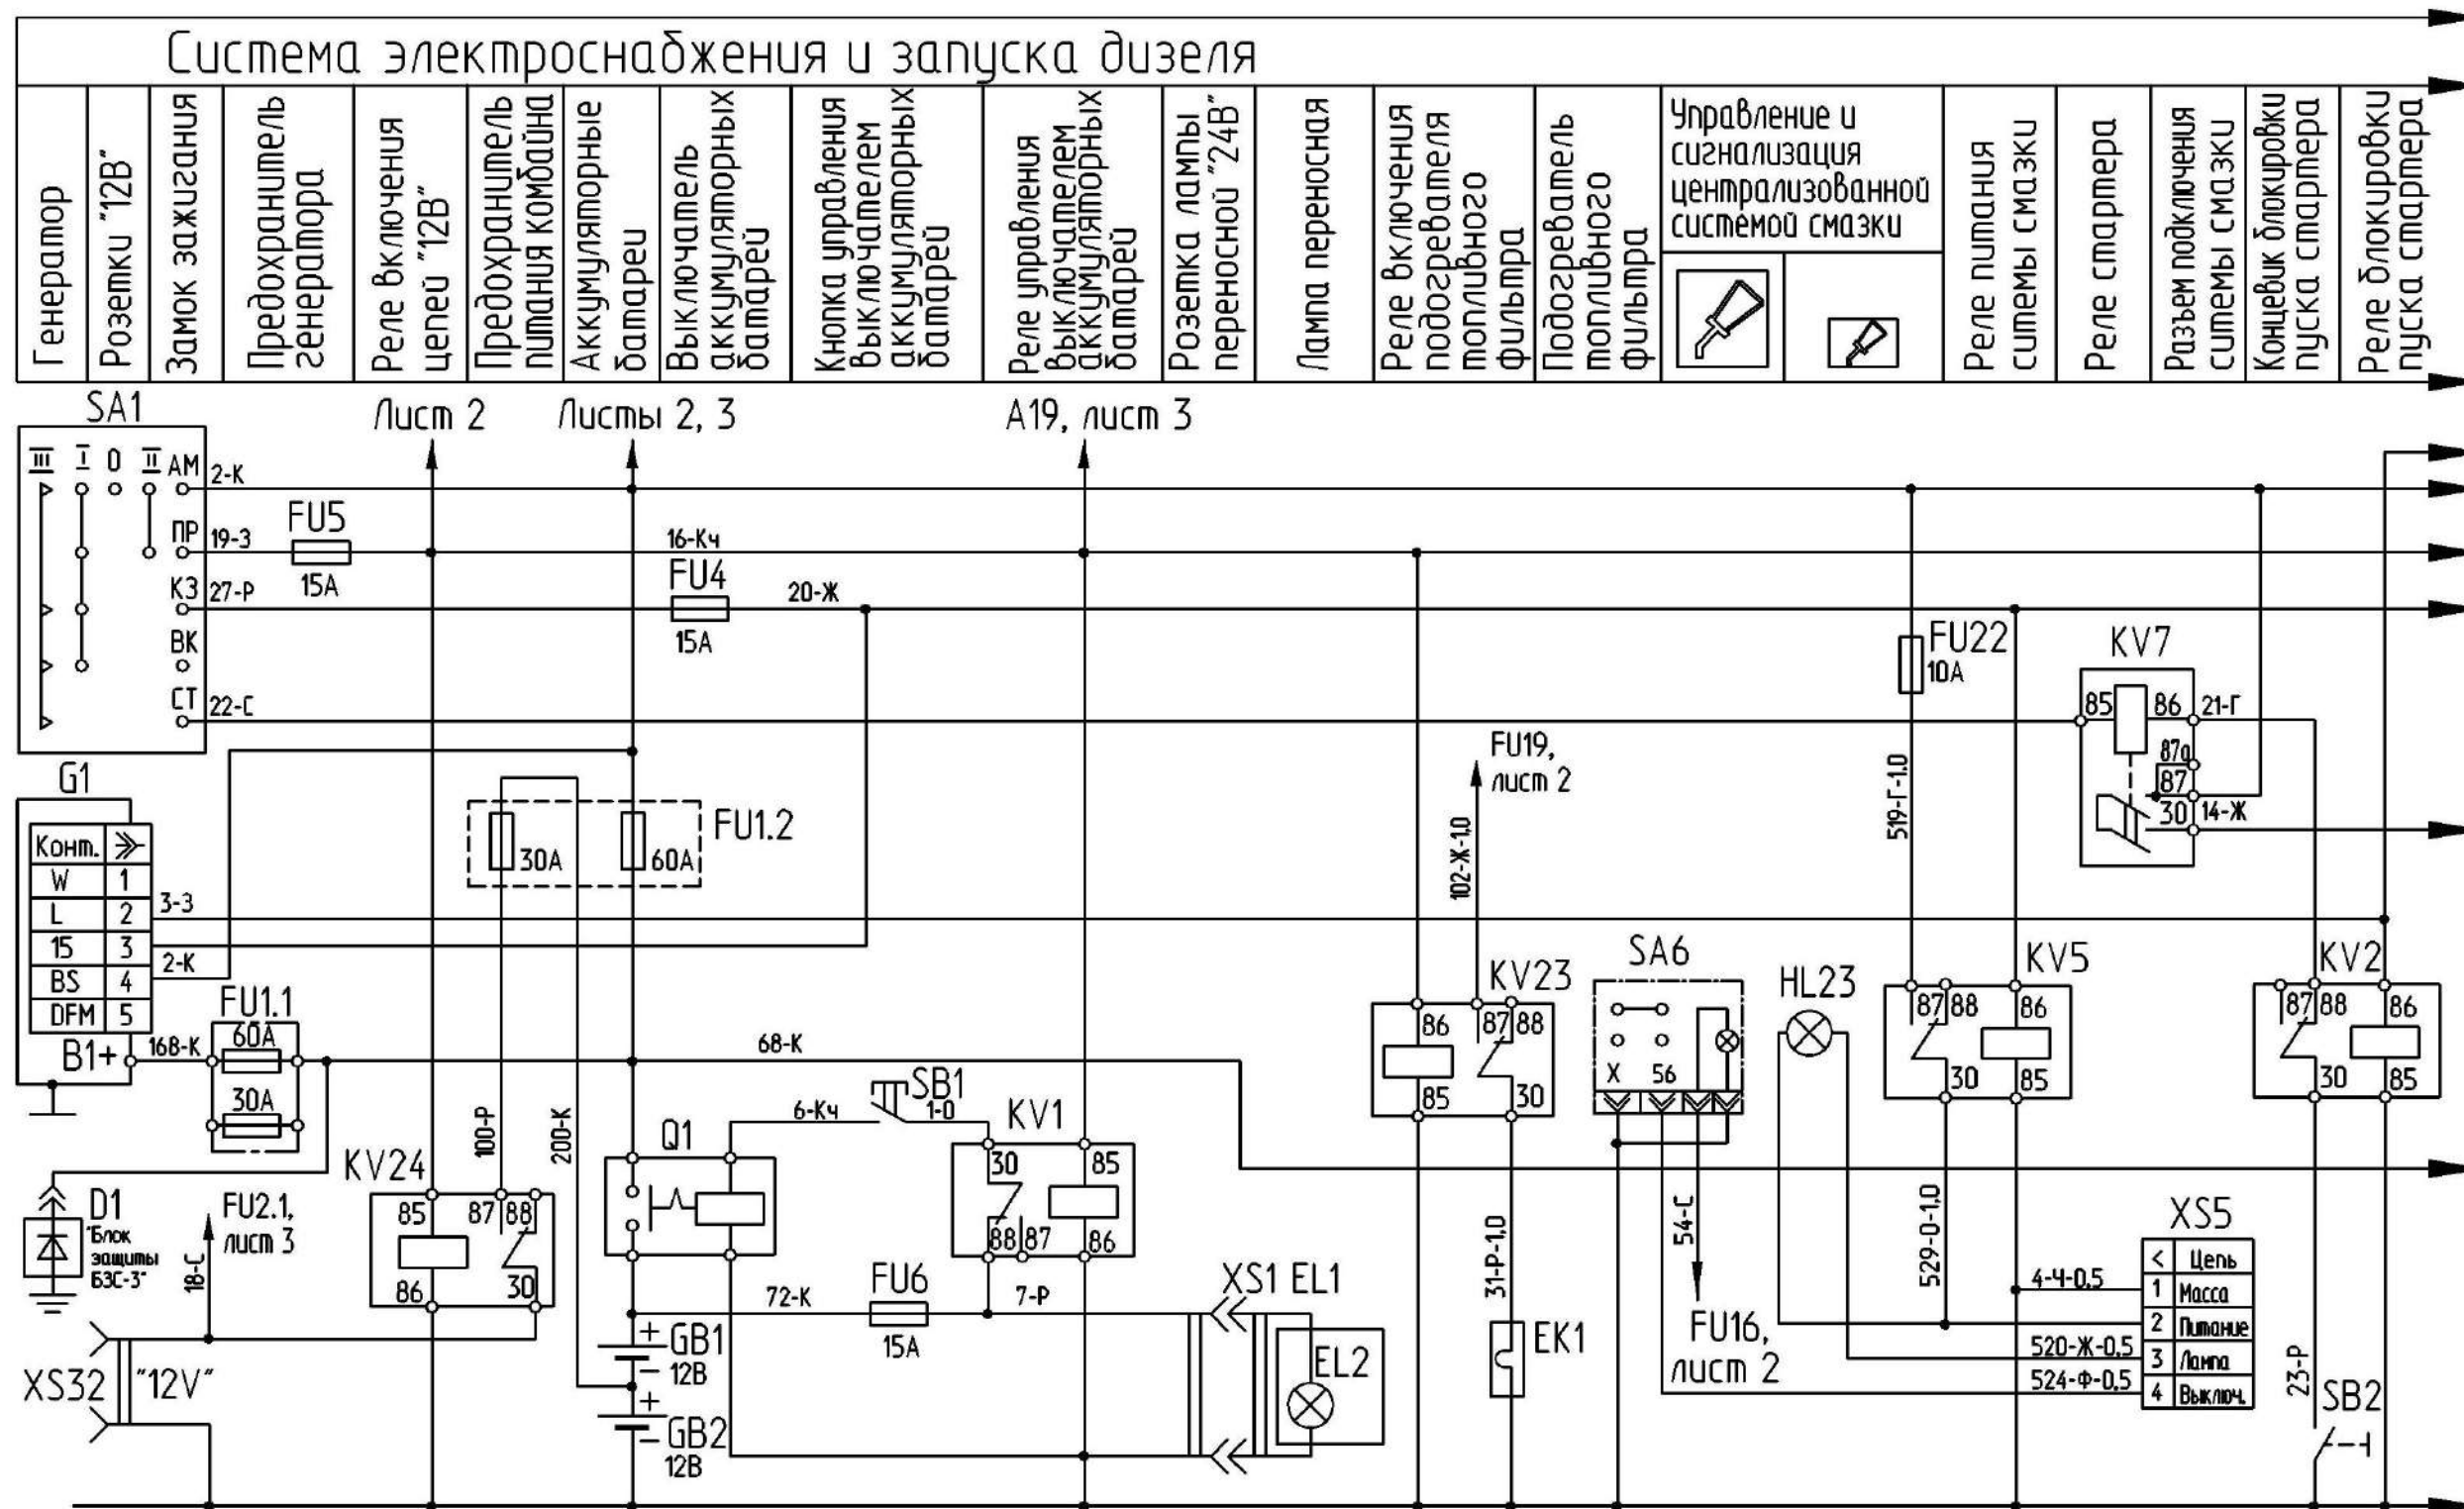 Система электроснабжения и запуска дизеля
Генератор
Розетки "12В"
Замок зажигания
Предохранитель
генератора
Реле включения
цепей "12В"
Предохранитель
питания комбайна
Аккумуляторные
батареи
Выключатель
аккумуляторных
батарей
Кнопка управления
выключателем
аккумуляторных
батарей
Реле управления
выключателем
аккумуляторных
батарей
Розетка лампы
переносной "24В"
Лампа переносная
Реле включения
подогревателя
топливного
фильтра
Подогреватель
топливного
фильтра
Управление и
сигнализация
централизованной
системой смазки
Реле питания
ситемы смазки
Реле стартера
Разъем подключения
ситемы смазки
Концевик блокировки
пуска стартера
Реле блокировки
пуска стартера
SA1
Лист 2
Листы 2, 3
А19, лист 3
III I 0 II АМ
2-К
ПР
19-З
FU5
15А
16-Кч
КЗ
27-Р
FU4
15А
20-Ж
ВК
СТ
22-С
FU22
10А
KV7
85
86
21-Г
87а
87
30
14-Ж
519-Г-1,0
G1
Конт.
W 1
L 2
15 3
BS 4
DFM 5
B1+
3-З
2-К
FU1.1
60А
30А
168-К
30А
60А
FU1.2
68-К
FU19,
лист 2
102-Ж-1,0
KV23
86
87
88
85
30
SA6
X
56
HL23
KV5
87
88
86
30
85
KV2
87
88
86
30
85
100-Р
200-К
Q1
6-Кч
SB1
1-О
KV1
30
85
88
87
86
KV24
85
87
88
86
30
D1
"Блок
защиты
БЗС-3"
18-С
FU2.1,
лист 3
72-К
FU6
15А
7-Р
XS1
EL1
EL2
+
GB1
-
12В
+
GB2
-
12В
XS32
"12V"
31-Р-1,0
EK1
54-С
FU16,
лист 2
529-О-1,0
XS5
< Цепь
1 Масса
2 Питание
3 Лампа
4 Выключ.
4-Ч-0,5
520-Ж-0,5
524-Ф-0,5
23-Р
SB2